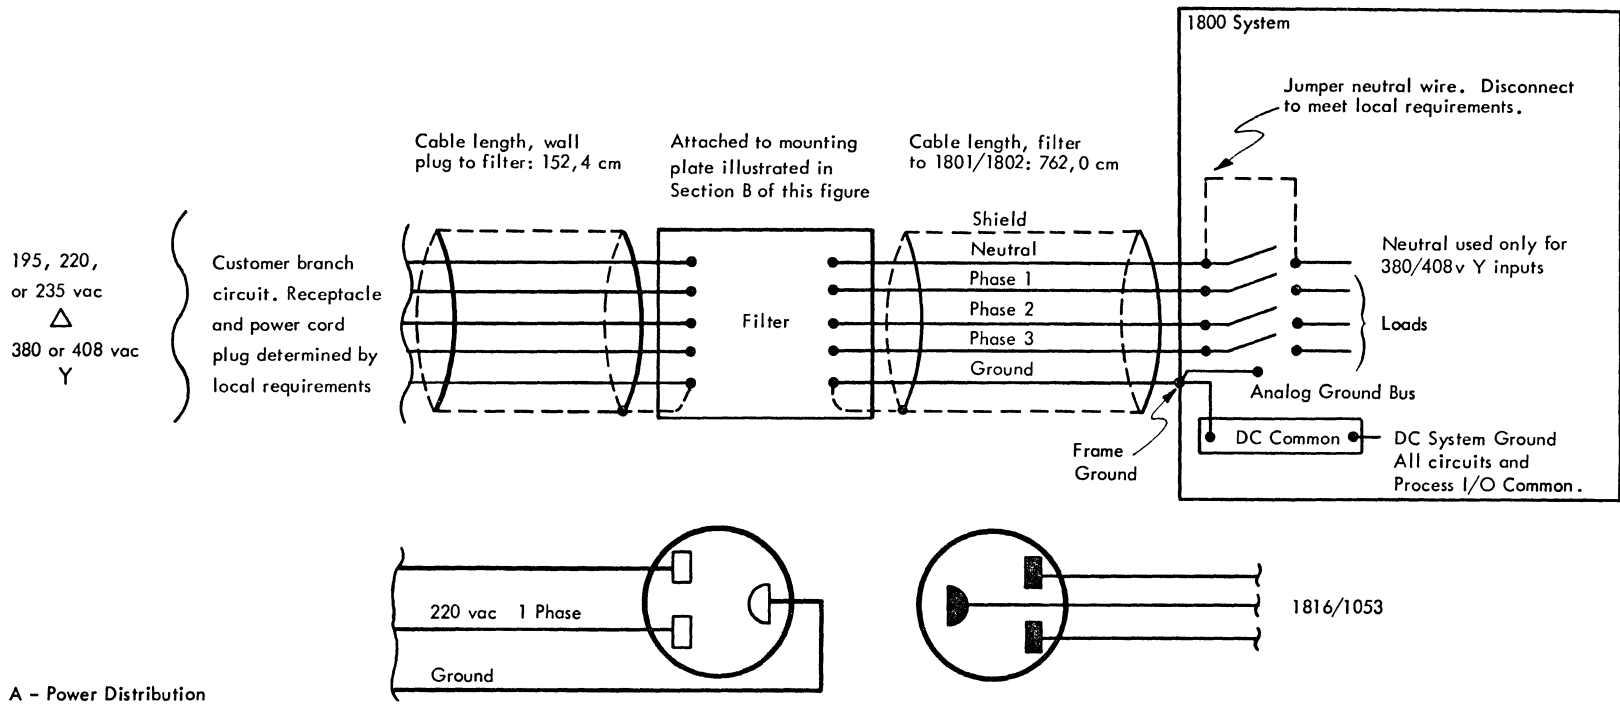 1800 System
Jumper neutral wire. Disconnect
to meet local requirements.
Cable length, wall
plug to filter: 152,4 cm
Attached to mounting
plate illustrated in
Section B of this figure
Cable length, filter
to 1801/1802: 762,0 cm
195, 220,
or 235 vac
△
380 or 408 vac
Y
Customer branch
circuit. Receptacle
and power cord
plug determined by
local requirements
Filter
Shield
Neutral
Phase 1
Phase 2
Phase 3
Ground
Neutral used only for
380/408v Y inputs
Loads
Analog Ground Bus
Frame
Ground
DC Common
DC System Ground
All circuits and
Process I/O Common.
220 vac 1 Phase
Ground
1816/1053
A - Power Distribution